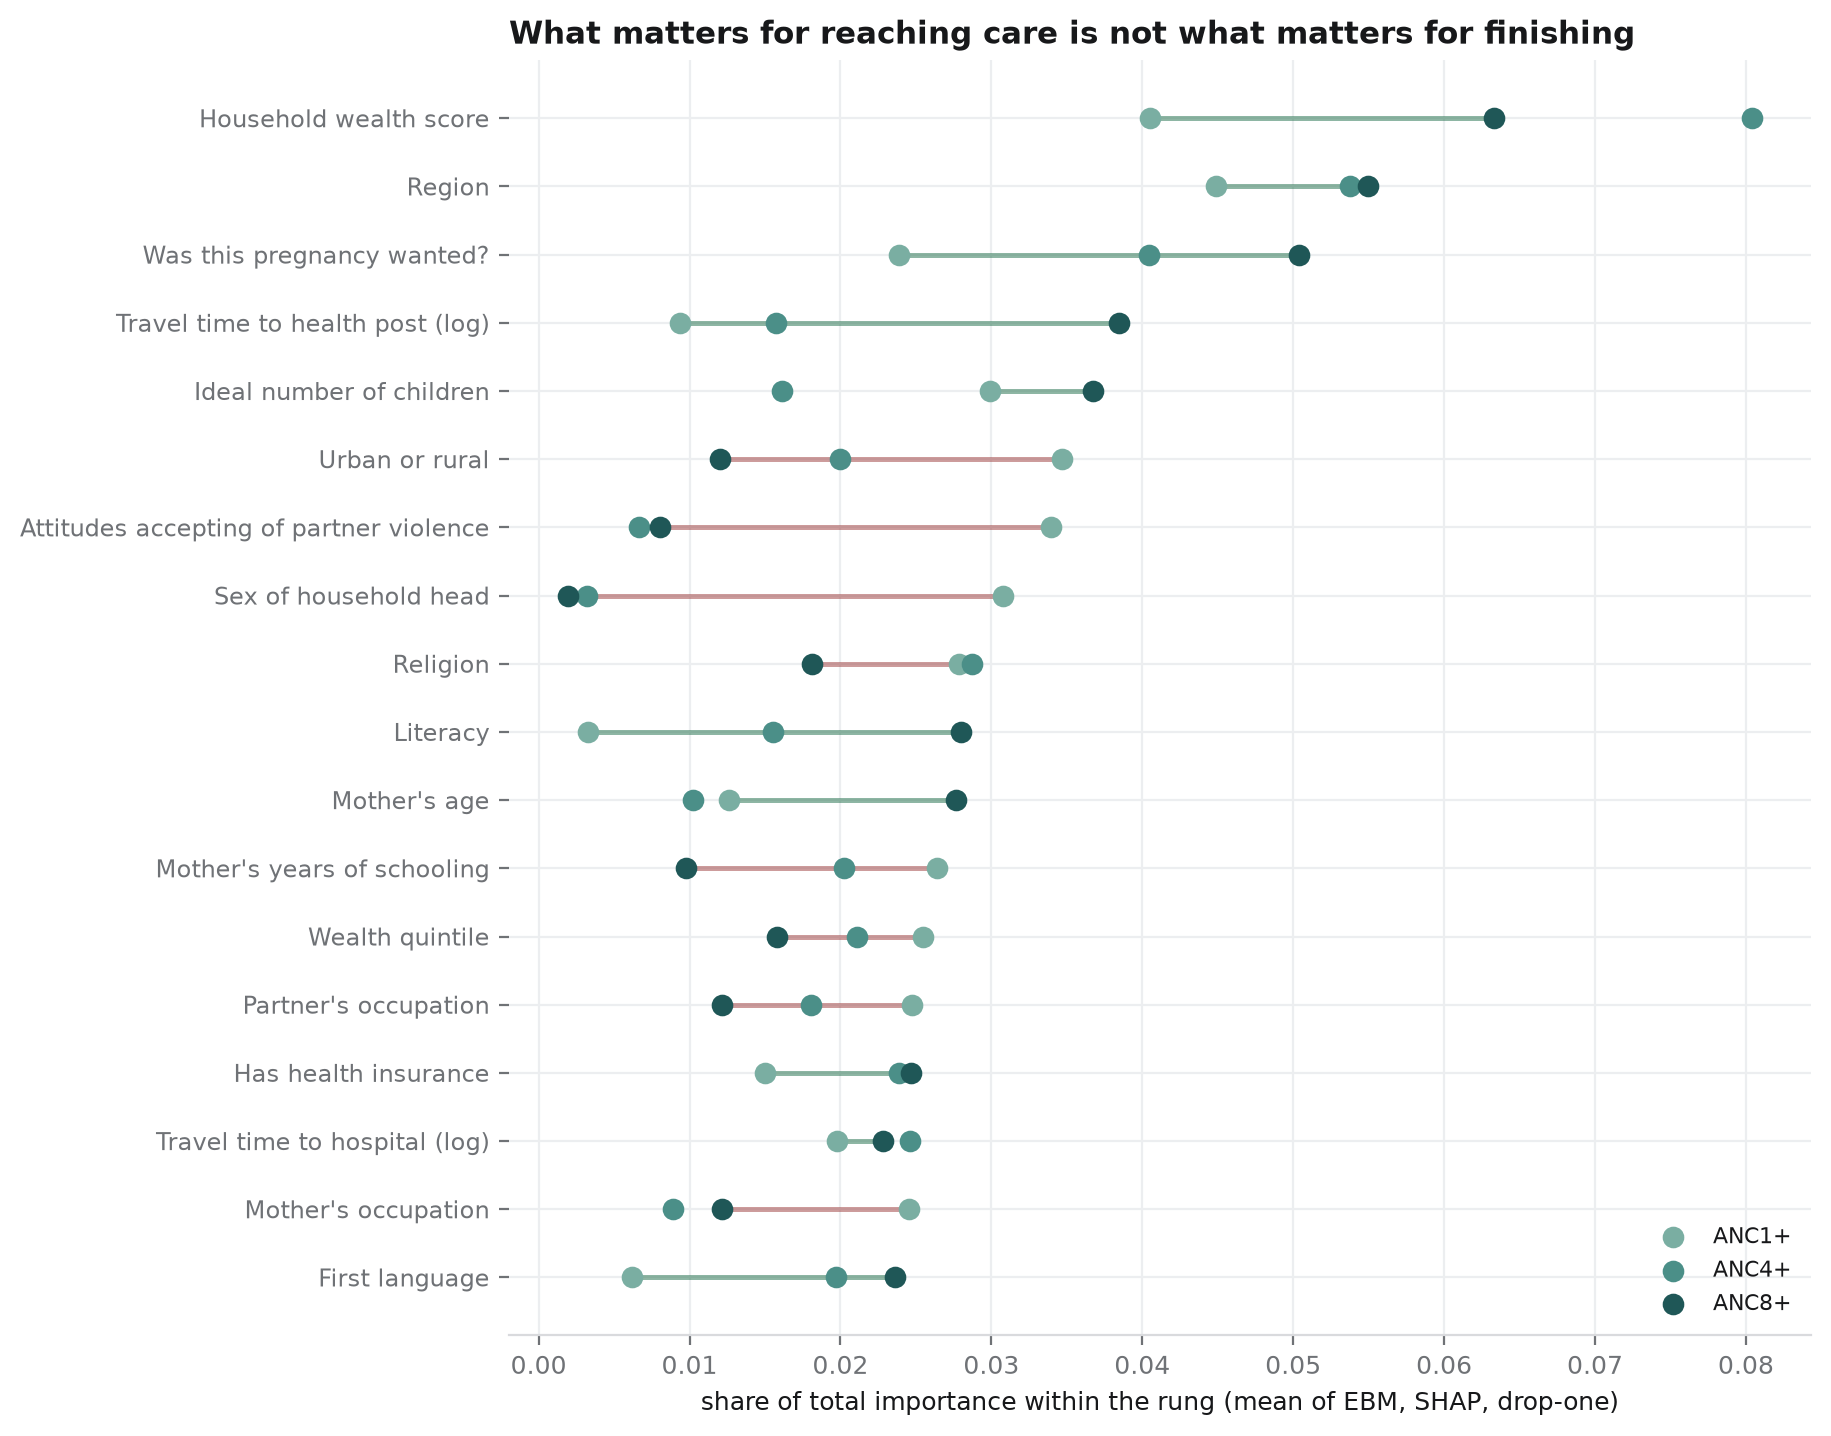 What matters for reaching care is not what matters for finishing
Household wealth score
Region
Was this pregnancy wanted?
Travel time to health post (log)
Ideal number of children
Urban or rural
Attitudes accepting of partner violence
Sex of household head
Religion
Literacy
Mother's age
Mother's years of schooling
Wealth quintile
Partner's occupation
Has health insurance
Travel time to hospital (log)
Mother's occupation
First language
ANC1+
ANC4+
ANC8+
0.00 0.01 0.02 0.03 0.04 0.05 0.06 0.07 0.08
share of total importance within the rung (mean of EBM, SHAP, drop-one)